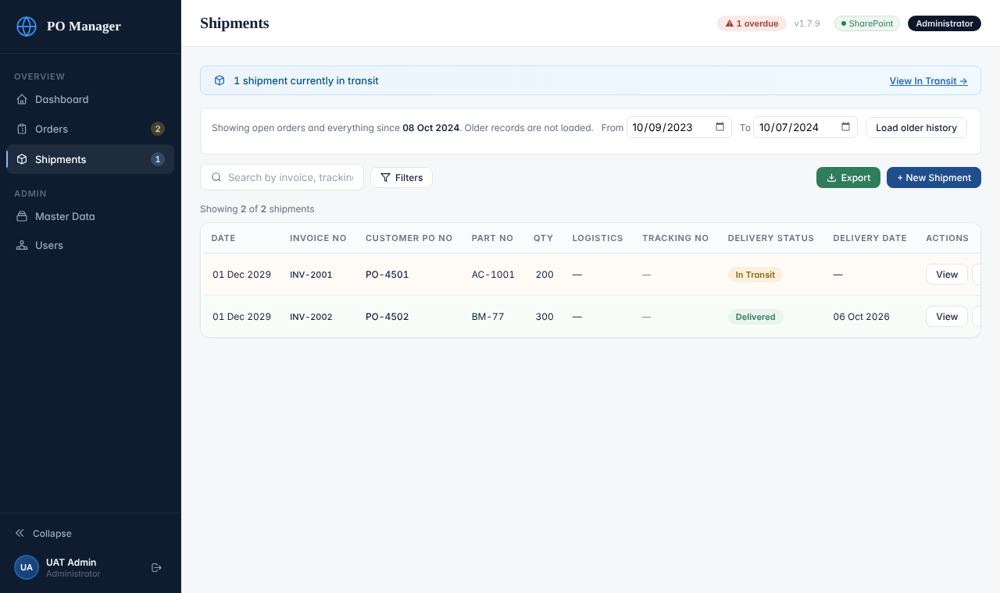 PO Manager
Shipments
1 overdue
v1.7.9
SharePoint
Administrator
OVERVIEW
Dashboard
Orders 2
Shipments 1
ADMIN
Master Data
Users
1 shipment currently in transit
View In Transit →
Showing open orders and everything since 08 Oct 2024. Older records are not loaded. From 10/09/2023 To 10/07/2024 Load older history
Search by invoice, trackin
Filters
Export
+ New Shipment
Showing 2 of 2 shipments
DATE INVOICE NO CUSTOMER PO NO PART NO QTY LOGISTICS TRACKING NO DELIVERY STATUS DELIVERY DATE ACTIONS
01 Dec 2029 INV-2001 PO-4501 AC-1001 200 — — In Transit — View
01 Dec 2029 INV-2002 PO-4502 BM-77 300 — — Delivered 06 Oct 2026 View
Collapse
UA
UAT Admin
Administrator